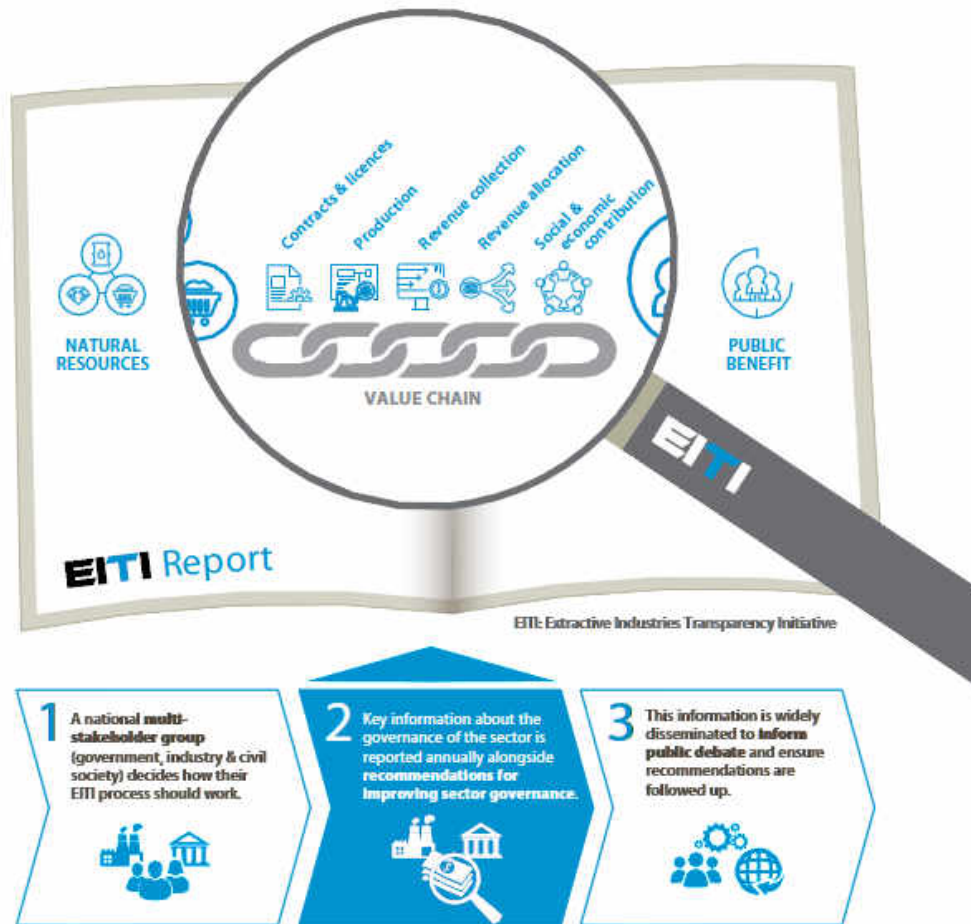 Contracts & licences
Production
Revenue collection
Revenue allocation
Social &
economic
contribution
NATURAL
RESOURCES
PUBLIC
BENEFIT
VALUE CHAIN
EITI
EITI Report
EITI: Extractive Industries Transparency Initiative
1
A national multi-
stakeholder group
(government, industry & civil
society) decides how their
EITI process should work.
2
Key information about the
governance of the sector is
reported annually alongside
recommendations for
improving sector governance.
3
This information is widely
disseminated to inform
public debate and ensure
recommendations are
followed up.